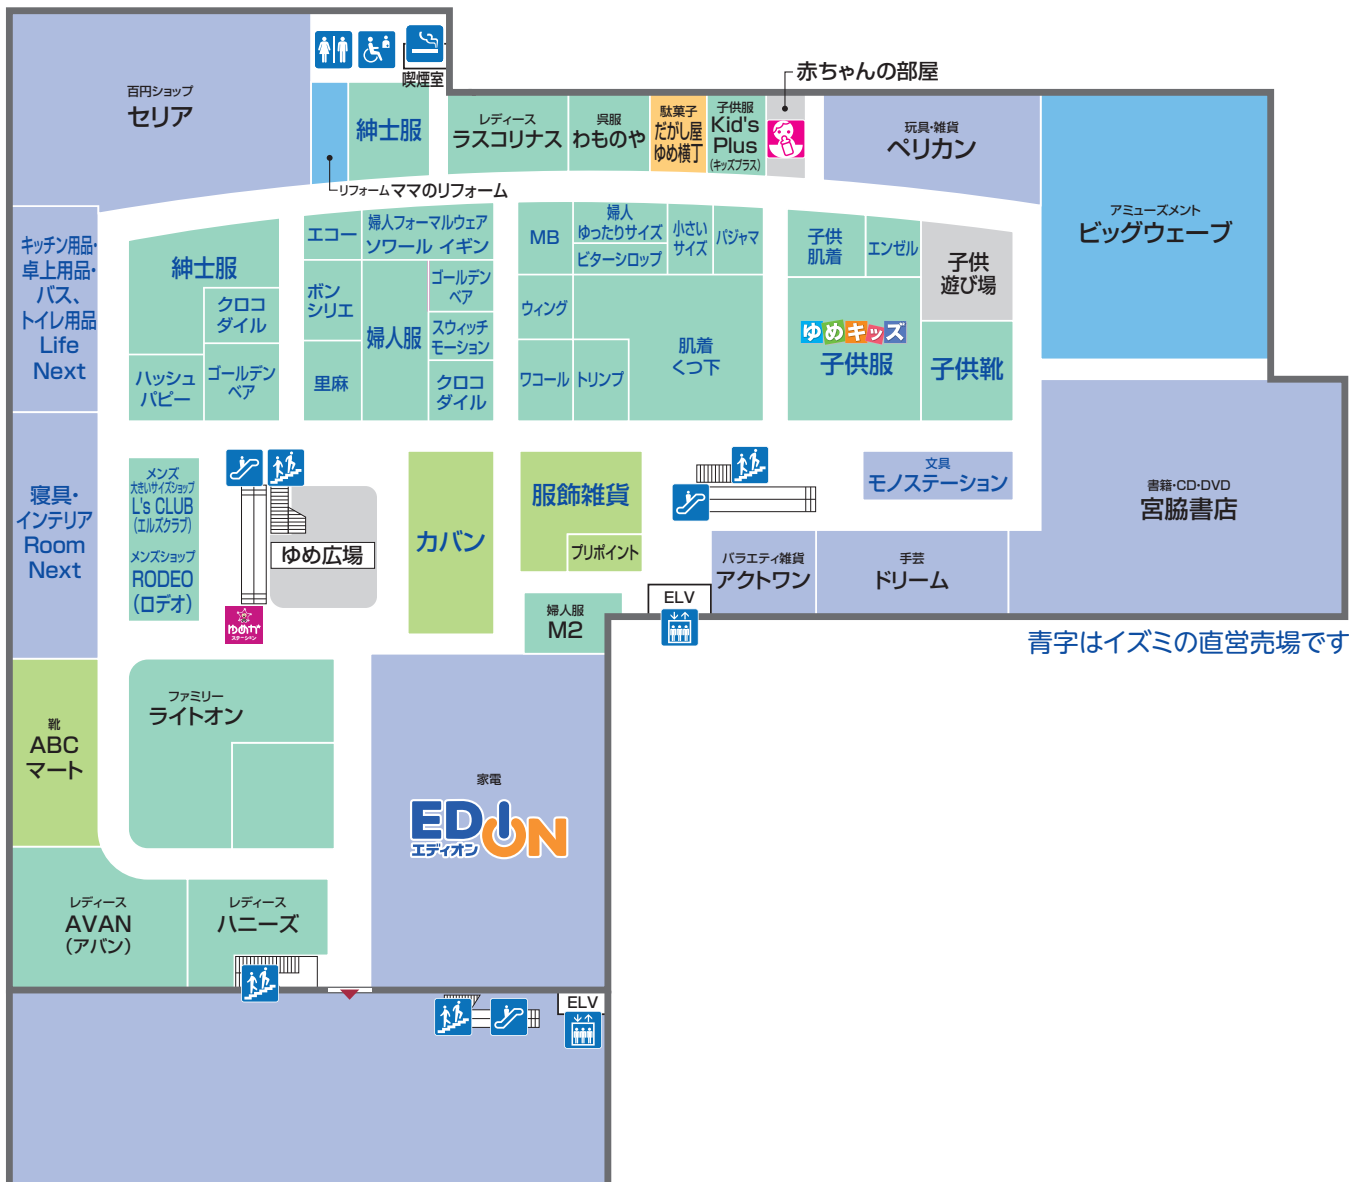 百円ショップ
セリア
喫煙室
紳士服
リフォームママのリフォーム
レディース
ラスコリナス
呉服
わものや
駄菓子
だがし屋
ゆめ横丁
子供服
Kid's
Plus
(キッズプラス)
赤ちゃんの部屋
玩具・雑貨
ペリカン
アミューズメント
ビッグウェーブ
キッチン用品・
卓上用品・
バス、
トイレ用品
Life
Next
紳士服
クロコ
ダイル
ハッシュ
パピー
ゴールデン
ベア
エコー
婦人フォーマルウェア
ソワール イギン
ボン
シリエ
婦人服
ゴールデン
ベア
スウィッチ
モーション
里麻
クロコ
ダイル
MB
婦人
ゆったりサイズ
ビターシロップ
小さい
サイズ
パジャマ
ウィング
ワコール
トリンプ
肌着
くつ下
子供
肌着
エンゼル
子供
遊び場
ゆめキッズ
子供服
子供靴
寝具・
インテリア
Room
Next
メンズ
大きいサイズショップ
L's CLUB
(エルズクラブ)
メンズショップ
RODEO
(ロデオ)
ゆめ広場
ゆめか
ステーション
カバン
服飾雑貨
プリポイント
婦人服
M2
文具
モノステーション
書籍・CD・DVD
宮脇書店
バラエティ雑貨
アクトワン
手芸
ドリーム
ELV
青字はイズミの直営売場です
靴
ABC
マート
ファミリー
ライトオン
家電
EDION
エディオン
レディース
AVAN
(アバン)
レディース
ハニーズ
ELV